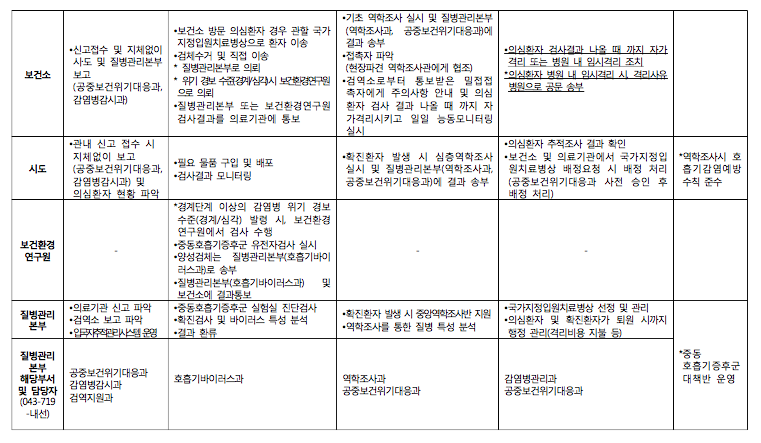 보건소
•신고접수 및 지체없이
시도 및 질병관리본부
보고
(공중보건위기대응과,
감염병감시과)
•보건소 방문 의심환자 경우 관할 국가
지정입원치료병상으로 환자 이송
•검체수거 및 직접 이송
* 질병관리본부로 의뢰
* 위기 경보 수준(경계/심각)시 보건환경연구원
으로 의뢰
•질병관리본부 또는 보건환경연구원
검사결과를 의료기관에 통보
•기초 역학조사 실시 및 질병관리본부
(역학조사과, 공중보건위기대응과)에
결과 송부
•접촉자 파악
(현장파견 역학조사관에게 협조)
•검역소로부터 통보받은 밀접접
촉자에게 주의사항 안내 및 의심
환자 검사 결과 나올 때 까지 자
가격리시키고 일일 능동모니터링
실시
•의심환자 검사결과 나올 때 까지 자가
격리 또는 병원 내 임시격리 조치
*의심환자 병원 내 임시격리 시, 격리사유
병원으로 공문 송부
시도
•관내 신고 접수 시
지체없이 보고
(공중보건위기대응과,
감염병감시과) 및
의심환자 현황 파악
•필요 물품 구입 및 배포
•검사결과 모니터링
•확진환자 발생 시 심층역학조사
실시 및 질병관리본부(역학조사과,
공중보건위기대응과)에 결과 송부
•의심환자 추적조사 결과 확인
•보건소 및 의료기관에서 국가지정입
원치료병상 배정요청 시 배정 처리
(공중보건위기대응과 사전 승인 후
배정 처리)
*역학조사시 호
흡기감염예방
수칙 준수
보건환경
연구원
-
*경계단계 이상의 감염병 위기 경보
수준(경계/심각) 발령 시, 보건환경
연구원에서 검사 수행
•중동호흡기증후군 유전자검사 실시
•양성검체는 질병관리본부(호흡기바이
러스과)로 송부
•질병관리본부(호흡기바이러스과) 및
보건소에 결과통보
-
-
질병관리
본부
•의료기관 신고 파악
•검역소 보고 파악
•입국자추적관리시스템 운영
•중동호흡기증후군 실험실 진단검사
•확진검사 및 바이러스 특성 분석
•결과 환류
•확진환자 발생 시 중앙역학조사반 지원
•역학조사를 통한 질병 특성 분석
•국가지정입원치료병상 선정 및 관리
•의심환자 및 확진환자가 퇴원 시까지
행정 관리(격리비용 지불 등)
*중동
호흡기증후군
대책반 운영
질병관리
본부
해당부서
및 담당자
(043-719
-내선)
공중보건위기대응과
감염병감시과
검역지원과
호흡기바이러스과
역학조사과
공중보건위기대응과
감염병관리과
공중보건위기대응과